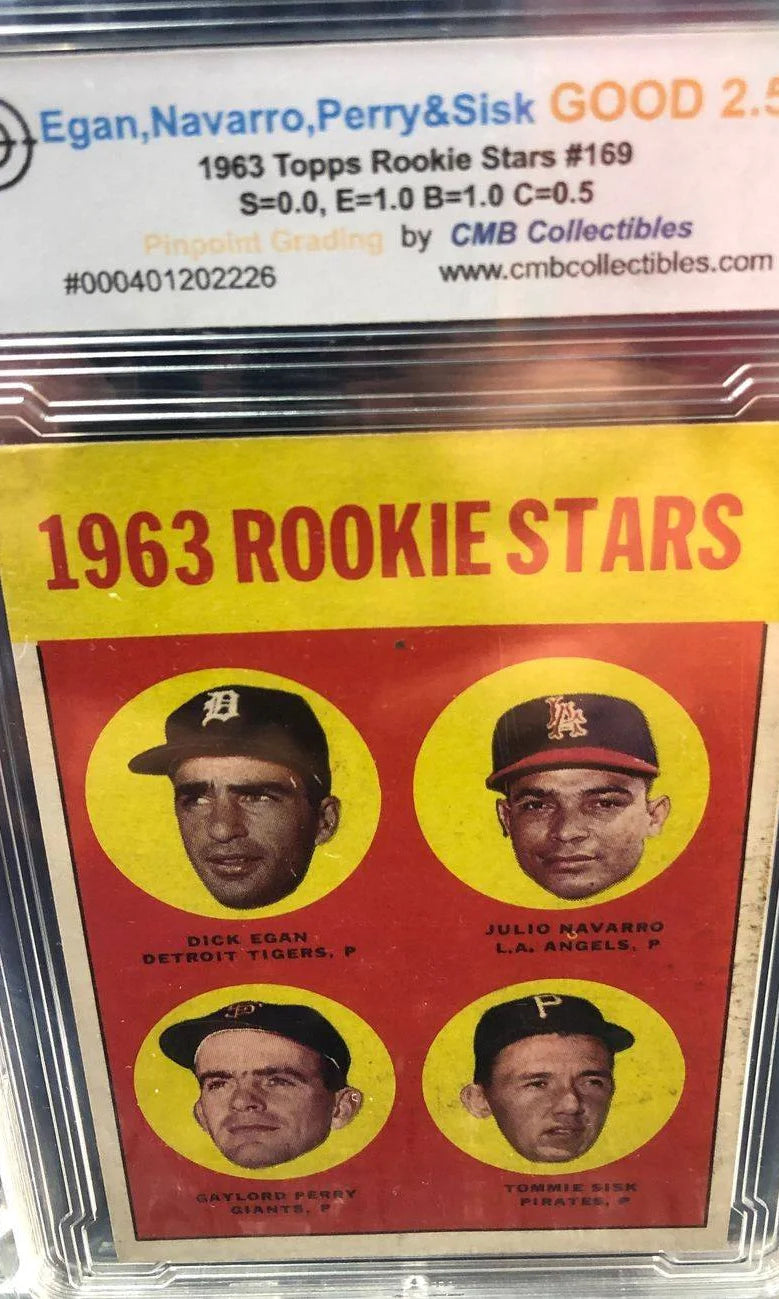 Egan,Navarro,Perry&Sisk GOOD 2.5
1963 Topps Rookie Stars #169
S=0.0, E=1.0 B=1.0 C=0.5
Pinpoint Grading by CMB Collectibles
#000401202226
www.cmbcollectibles.com
1963 ROOKIE STARS
D
LA
DICK EGAN
DETROIT TIGERS, P
JULIO NAVARRO
L.A. ANGELS, P
SF
P
GAYLORD PERRY
GIANTS, P
TOMMIE SISK
PIRATES, P